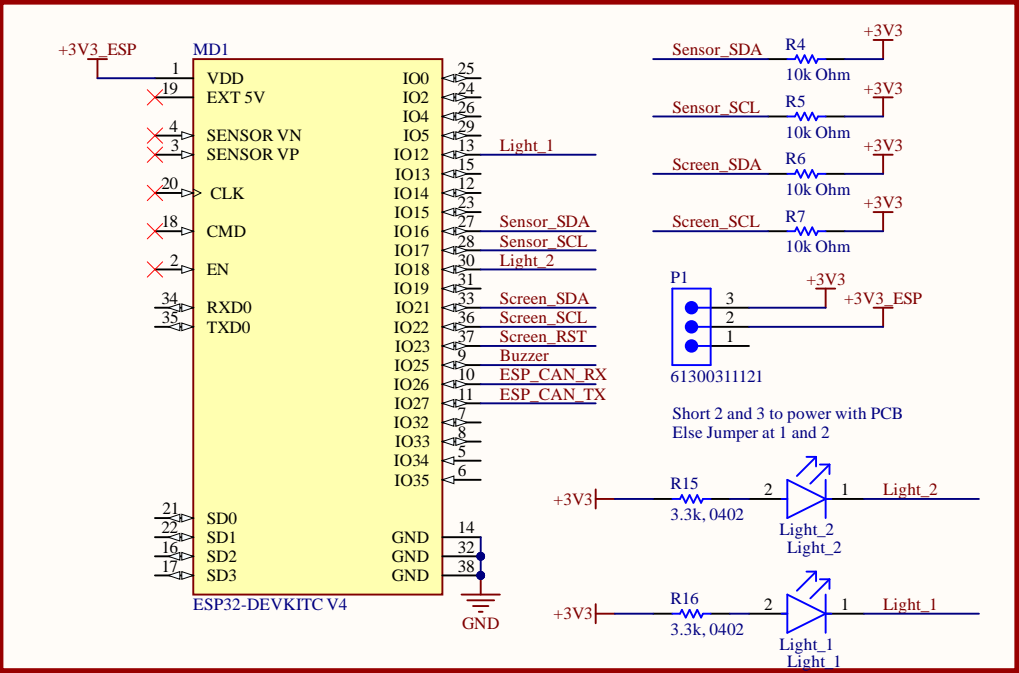 +3V3_ESP
MD1
1 VDD
19 EXT 5V
4 SENSOR VN
3 SENSOR VP
20 CLK
18 CMD
2 EN
34 RXD0
35 TXD0
21 SD0
22 SD1
16 SD2
17 SD3
IO0 25
IO2 24
IO4 26
IO5 29
IO12 13 Light_1
IO13 15
IO14 12
IO15 23
IO16 27 Sensor_SDA
IO17 28 Sensor_SCL
IO18 30 Light_2
IO19 31
IO21 33 Screen_SDA
IO22 36 Screen_SCL
IO23 37 Screen_RST
IO25 9 Buzzer
IO26 10 ESP_CAN_RX
IO27 11 ESP_CAN_TX
IO32 7
IO33 8
IO34 5
IO35 6
GND 14
GND 32
GND 38
ESP32-DEVKITC V4
GND
+3V3
Sensor_SDA R4
10k Ohm
+3V3
Sensor_SCL R5
10k Ohm
+3V3
Screen_SDA R6
10k Ohm
+3V3
Screen_SCL R7
10k Ohm
P1
+3V3
+3V3_ESP
3
2
1
61300311121
Short 2 and 3 to power with PCB
Else Jumper at 1 and 2
+3V3 R15 2 1 Light_2
3.3k, 0402
Light_2
Light_2
+3V3 R16 2 1 Light_1
3.3k, 0402
Light_1
Light_1